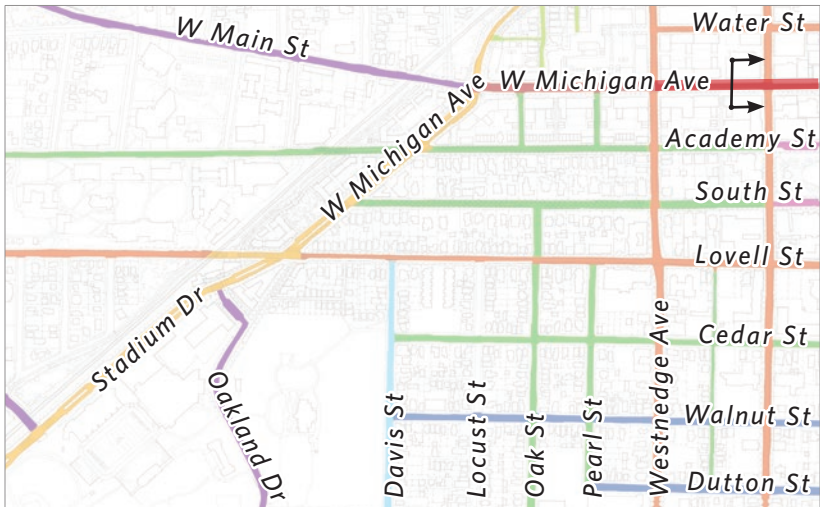 Water St
W Main St
W Michigan Ave
W Michigan Ave
Academy St
South St
Lovell St
Stadium Dr
Cedar St
Westnedge Ave
Oakland Dr
Davis St
Locust St
Oak St
Pearl St
Walnut St
Dutton St